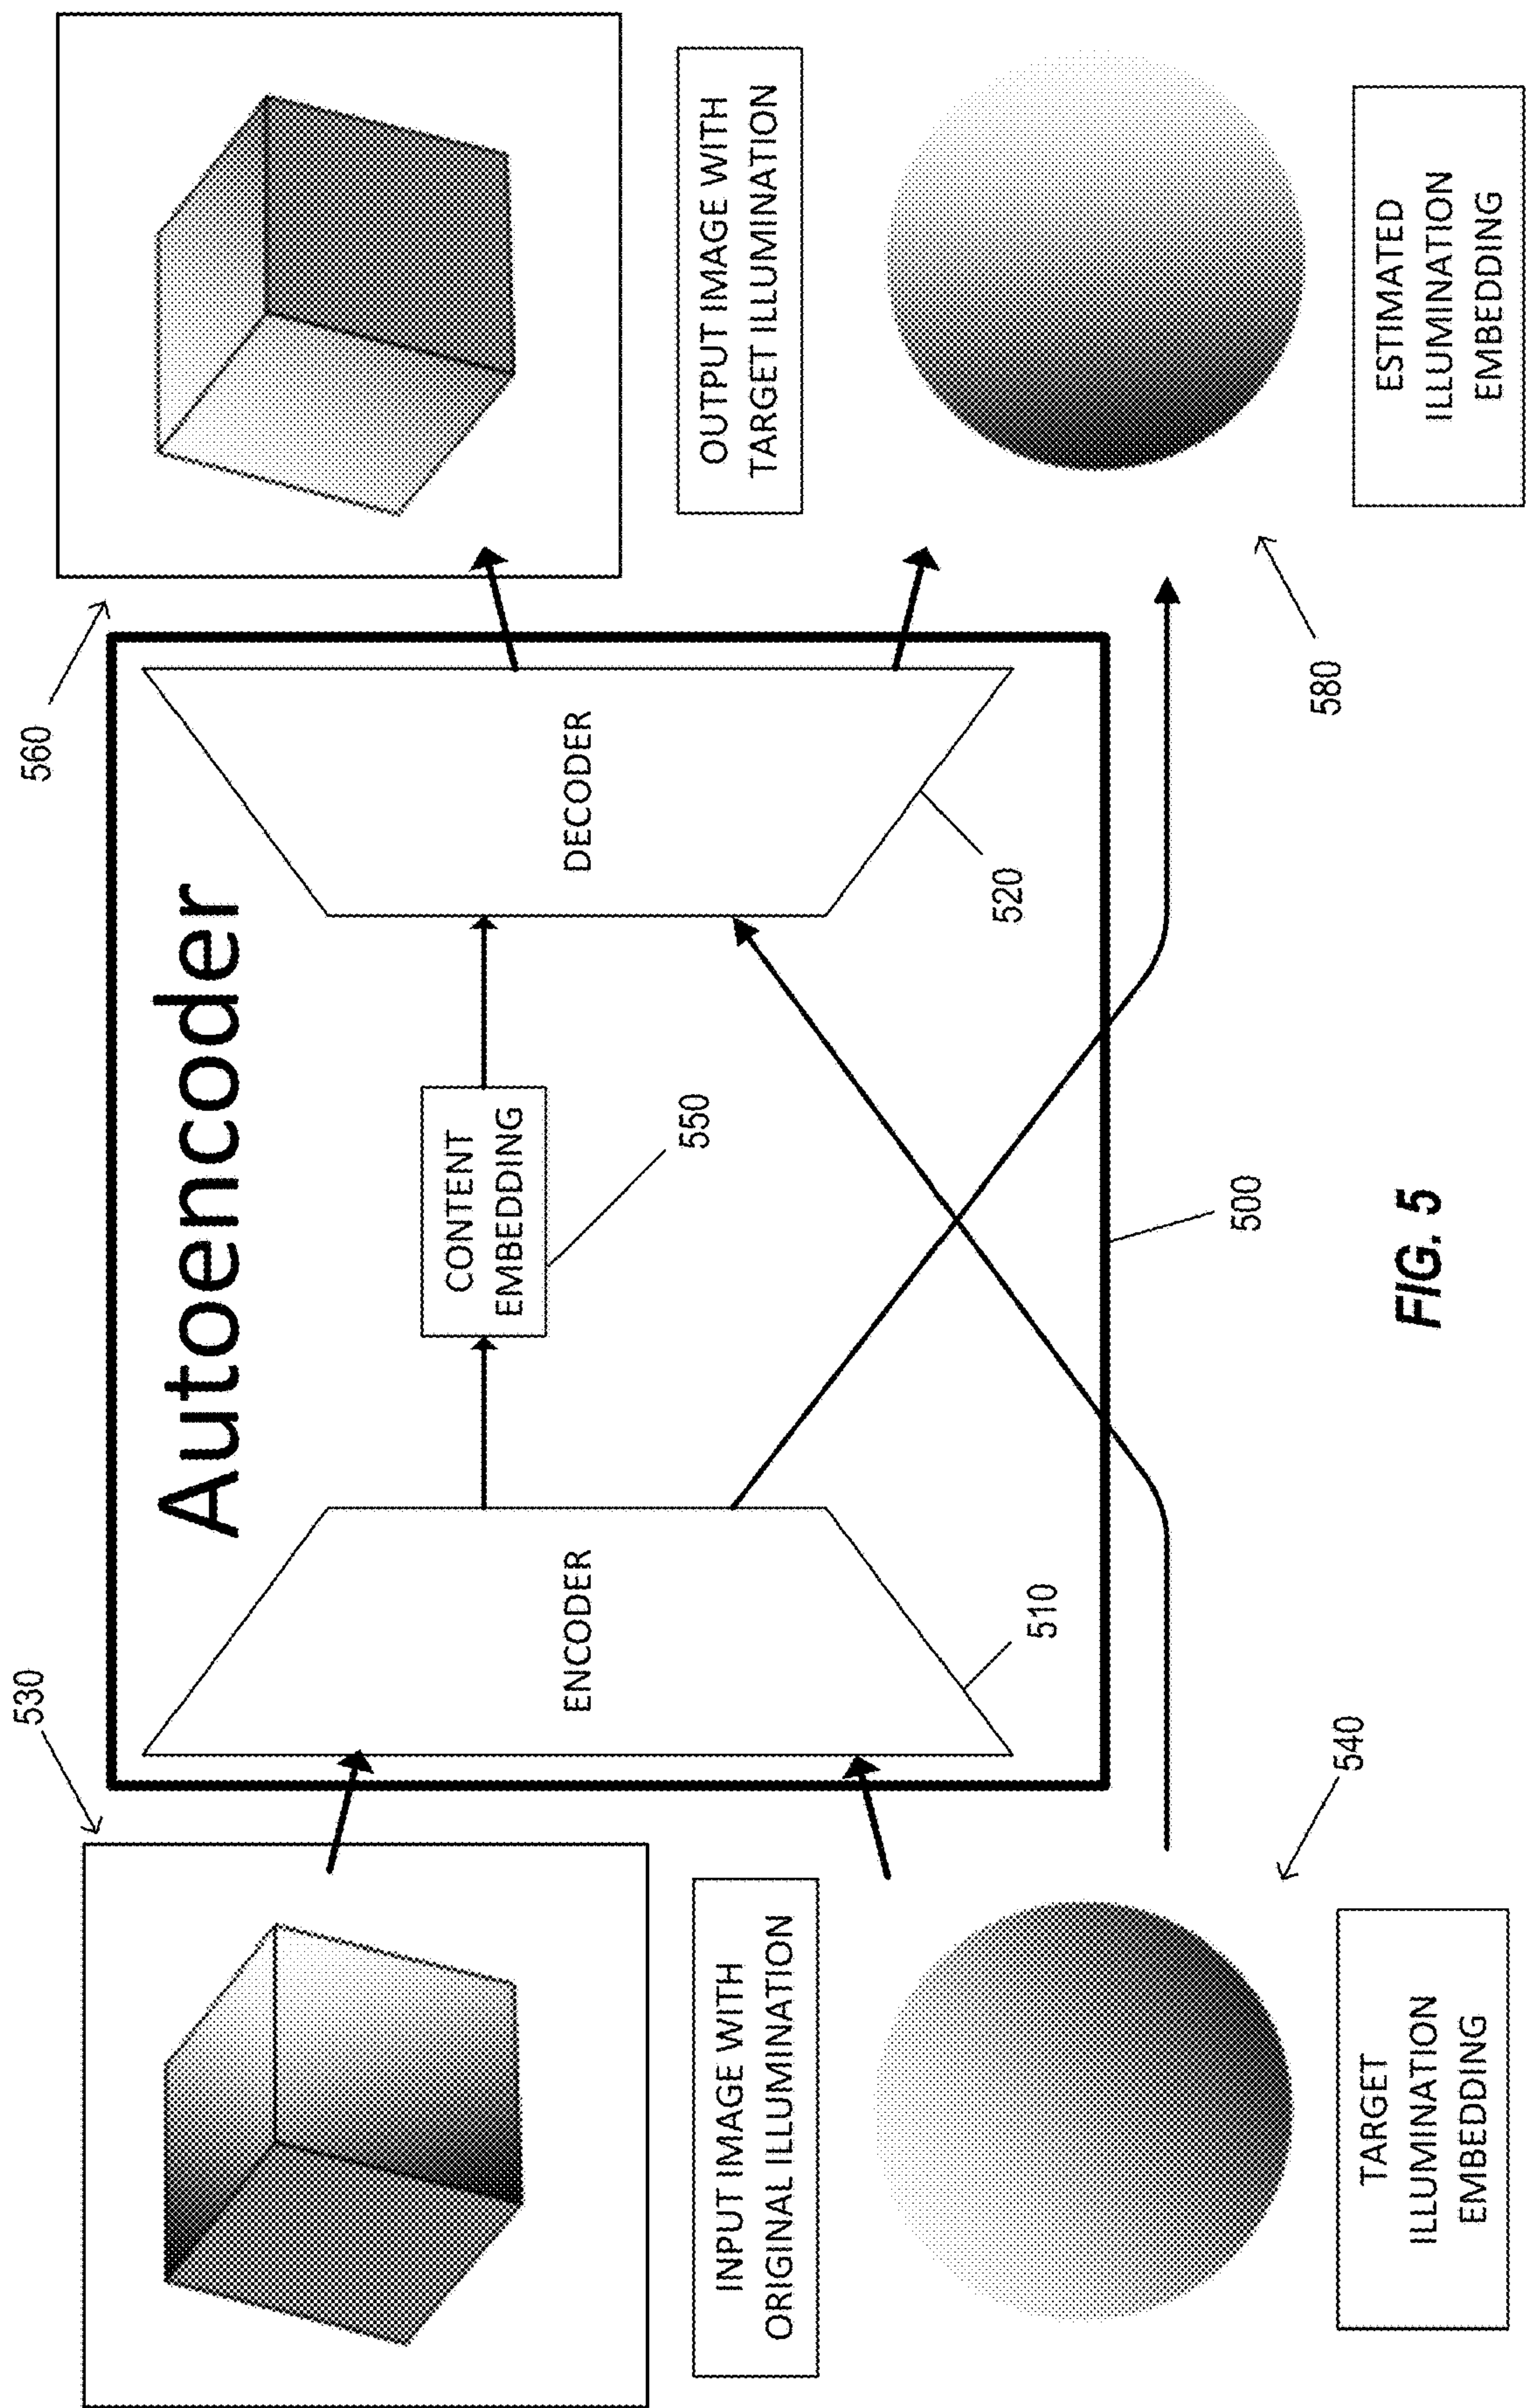 530
560
Autoencoder
INPUT IMAGE WITH
ORIGINAL ILLUMINATION
ENCODER
CONTENT
EMBEDDING
DECODER
OUTPUT IMAGE WITH
TARGET ILLUMINATION
550
510
520
540
500
580
TARGET
ILLUMINATION
EMBEDDING
ESTIMATED
ILLUMINATION
EMBEDDING
FIG. 5